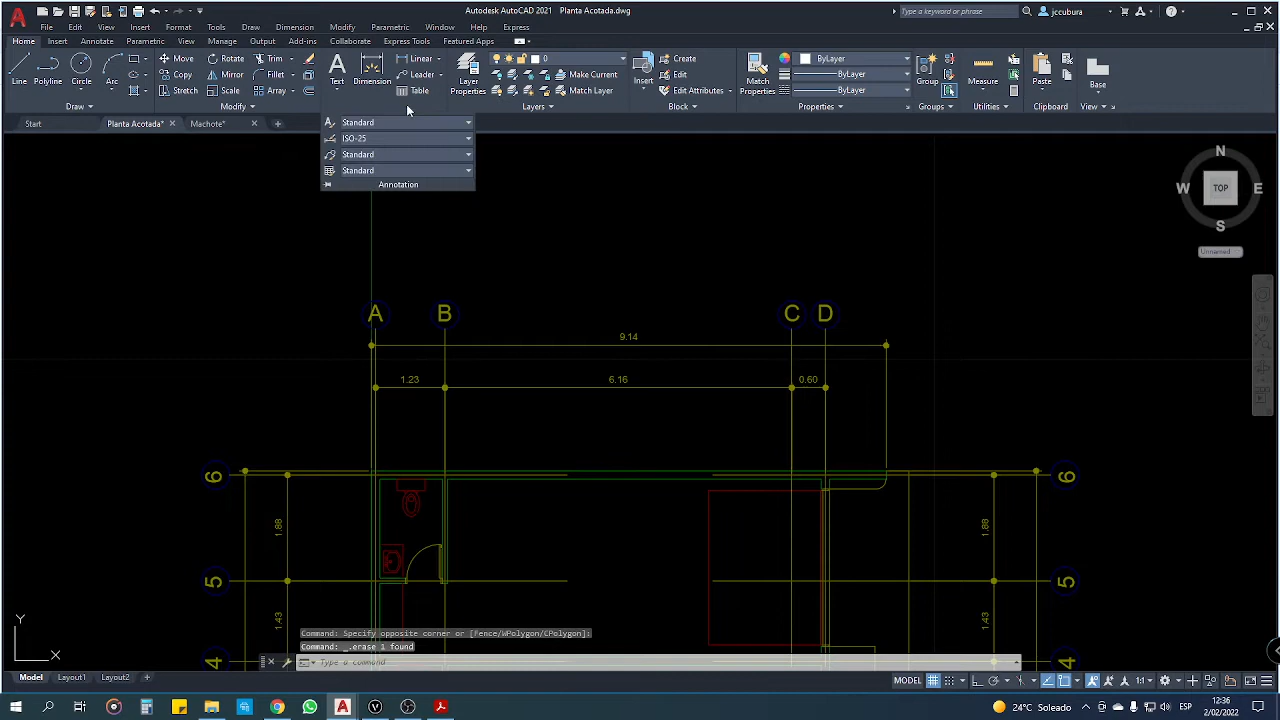 Autodesk AutoCAD 2021 Planta Acotada.dwg
Type a keyword or phrase
jccubura
File Edit View Insert Format Tools Draw Dimension Modify Parametric Window Help Express
Home Insert Annotate Parametric View Manage Output Add-ins Collaborate Express Tools Featured Apps
Line Polyline Circle Arc
Move Rotate Trim
Copy Mirror Fillet
Stretch Scale Array
Text Dimension
Linear
Leader
Table
Layer Properties
0
Make Current
Match Layer
Insert
Create
Edit
Edit Attributes
Match Properties
ByLayer
ByLayer
ByLayer
Group
Measure
Paste
Base
Draw Modify Layers Block Properties Groups Utilities Clipboard View
Start Planta Acotada* Machote*
Standard
ISO-25
Standard
Standard
Annotation
N
W TOP E
S
Unnamed
A B C D
9.14
1.23 6.16 0.60
6 6
1.88 1.88
5 5
1.43 1.43
4 4
Y
X
Command: Specify opposite corner or [Fence/WPolygon/CPolygon]:
Command: _.erase 1 found
Type a command
Model Layout1 Layout2
MODEL 1:1
24°C Soleado
ESP
12:36
2/02/2022